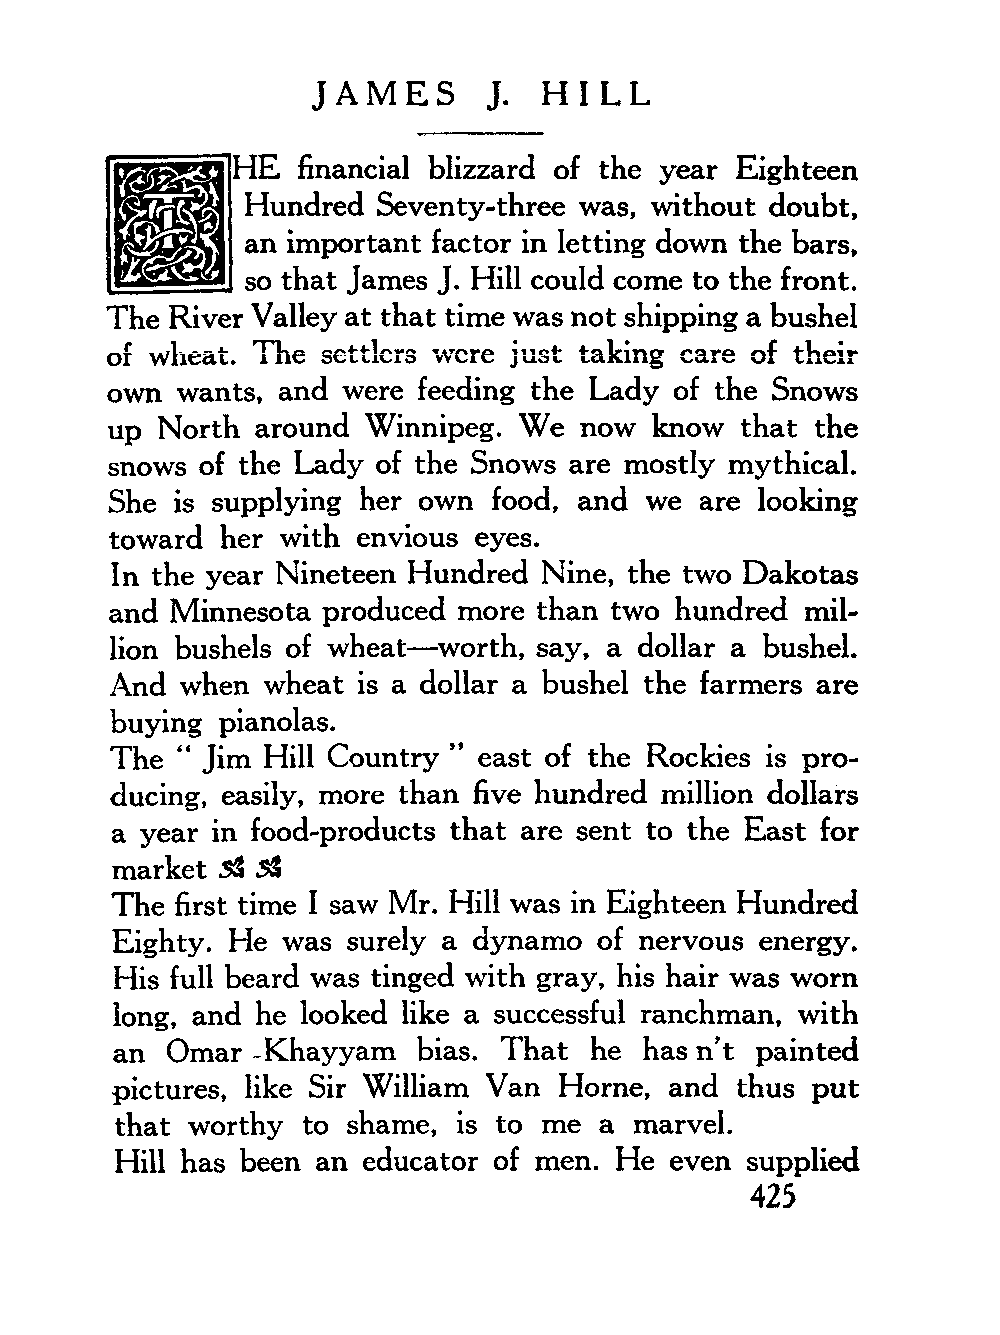 JAMES J. HILL
THE financial blizzard of the year Eighteen
Hundred Seventy-three was, without doubt,
an important factor in letting down the bars,
so that James J. Hill could come to the front.
The River Valley at that time was not shipping a bushel
of wheat. The settlers were just taking care of their
own wants, and were feeding the Lady of the Snows
up North around Winnipeg. We now know that the
snows of the Lady of the Snows are mostly mythical.
She is supplying her own food, and we are looking
toward her with envious eyes.
In the year Nineteen Hundred Nine, the two Dakotas
and Minnesota produced more than two hundred mil-
lion bushels of wheat—worth, say, a dollar a bushel.
And when wheat is a dollar a bushel the farmers are
buying pianolas.
The " Jim Hill Country " east of the Rockies is pro-
ducing, easily, more than five hundred million dollars
a year in food-products that are sent to the East for
market
The first time I saw Mr. Hill was in Eighteen Hundred
Eighty. He was surely a dynamo of nervous energy.
His full beard was tinged with gray, his hair was worn
long, and he looked like a successful ranchman, with
an Omar -Khayyam bias. That he has n't painted
pictures, like Sir William Van Horne, and thus put
that worthy to shame, is to me a marvel.
Hill has been an educator of men. He even supplied
425